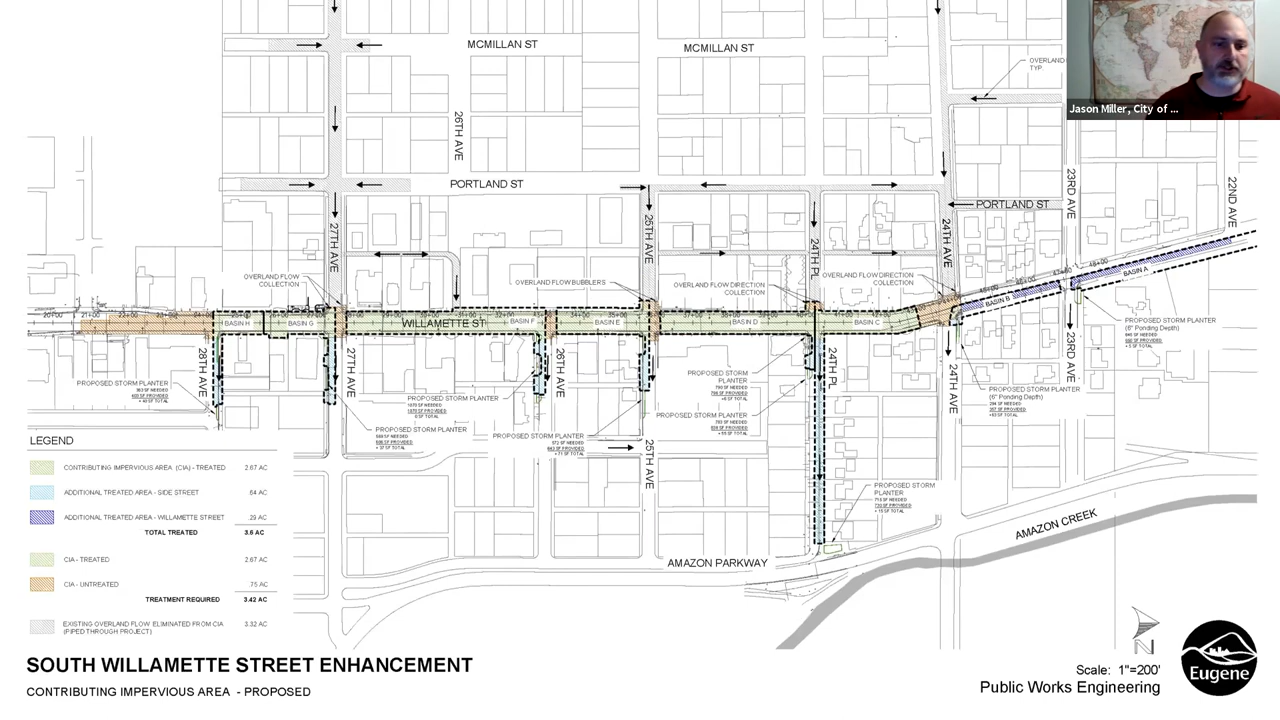 MCMILLAN ST
MCMILLAN ST
OVERLAND
TYP.
Jason Miller, City of ...
26TH AVE
PORTLAND ST
PORTLAND ST
23RD AVE
22ND AVE
27TH AVE
25TH AVE
24TH PL
24TH AVE
OVERLAND FLOW
COLLECTION
OVERLAND FLOW BUBBLERS
OVERLAND FLOW DIRECTION
COLLECTION
OVERLAND FLOW DIRECTION
COLLECTION
BASIN H
BASIN G
WILLAMETTE ST
BASIN F
BASIN E
BASIN D
BASIN C
BASIN B
BASIN A
28TH AVE
27TH AVE
26TH AVE
25TH AVE
24TH PL
24TH AVE
23RD AVE
PROPOSED STORM PLANTER
(6" Ponding Depth)
PROPOSED STORM PLANTER
PROPOSED STORM
PLANTER
PROPOSED STORM PLANTER
(6" Ponding Depth)
PROPOSED STORM PLANTER
PROPOSED STORM PLANTER
PROPOSED STORM PLANTER
PROPOSED STORM PLANTER
PROPOSED STORM
PLANTER
AMAZON PARKWAY
AMAZON CREEK
LEGEND
CONTRIBUTING IMPERVIOUS AREA (CIA) - TREATED 2.67 AC
ADDITIONAL TREATED AREA - SIDE STREET .64 AC
ADDITIONAL TREATED AREA - WILLAMETTE STREET .29 AC
TOTAL TREATED 3.6 AC
CIA - TREATED 2.67 AC
CIA - UNTREATED .75 AC
TREATMENT REQUIRED 3.42 AC
EXISTING OVERLAND FLOW ELIMINATED FROM CIA 3.32 AC
(PIPED THROUGH PROJECT)
SOUTH WILLAMETTE STREET ENHANCEMENT
CONTRIBUTING IMPERVIOUS AREA - PROPOSED
N
Scale: 1"=200'
Public Works Engineering
Eugene